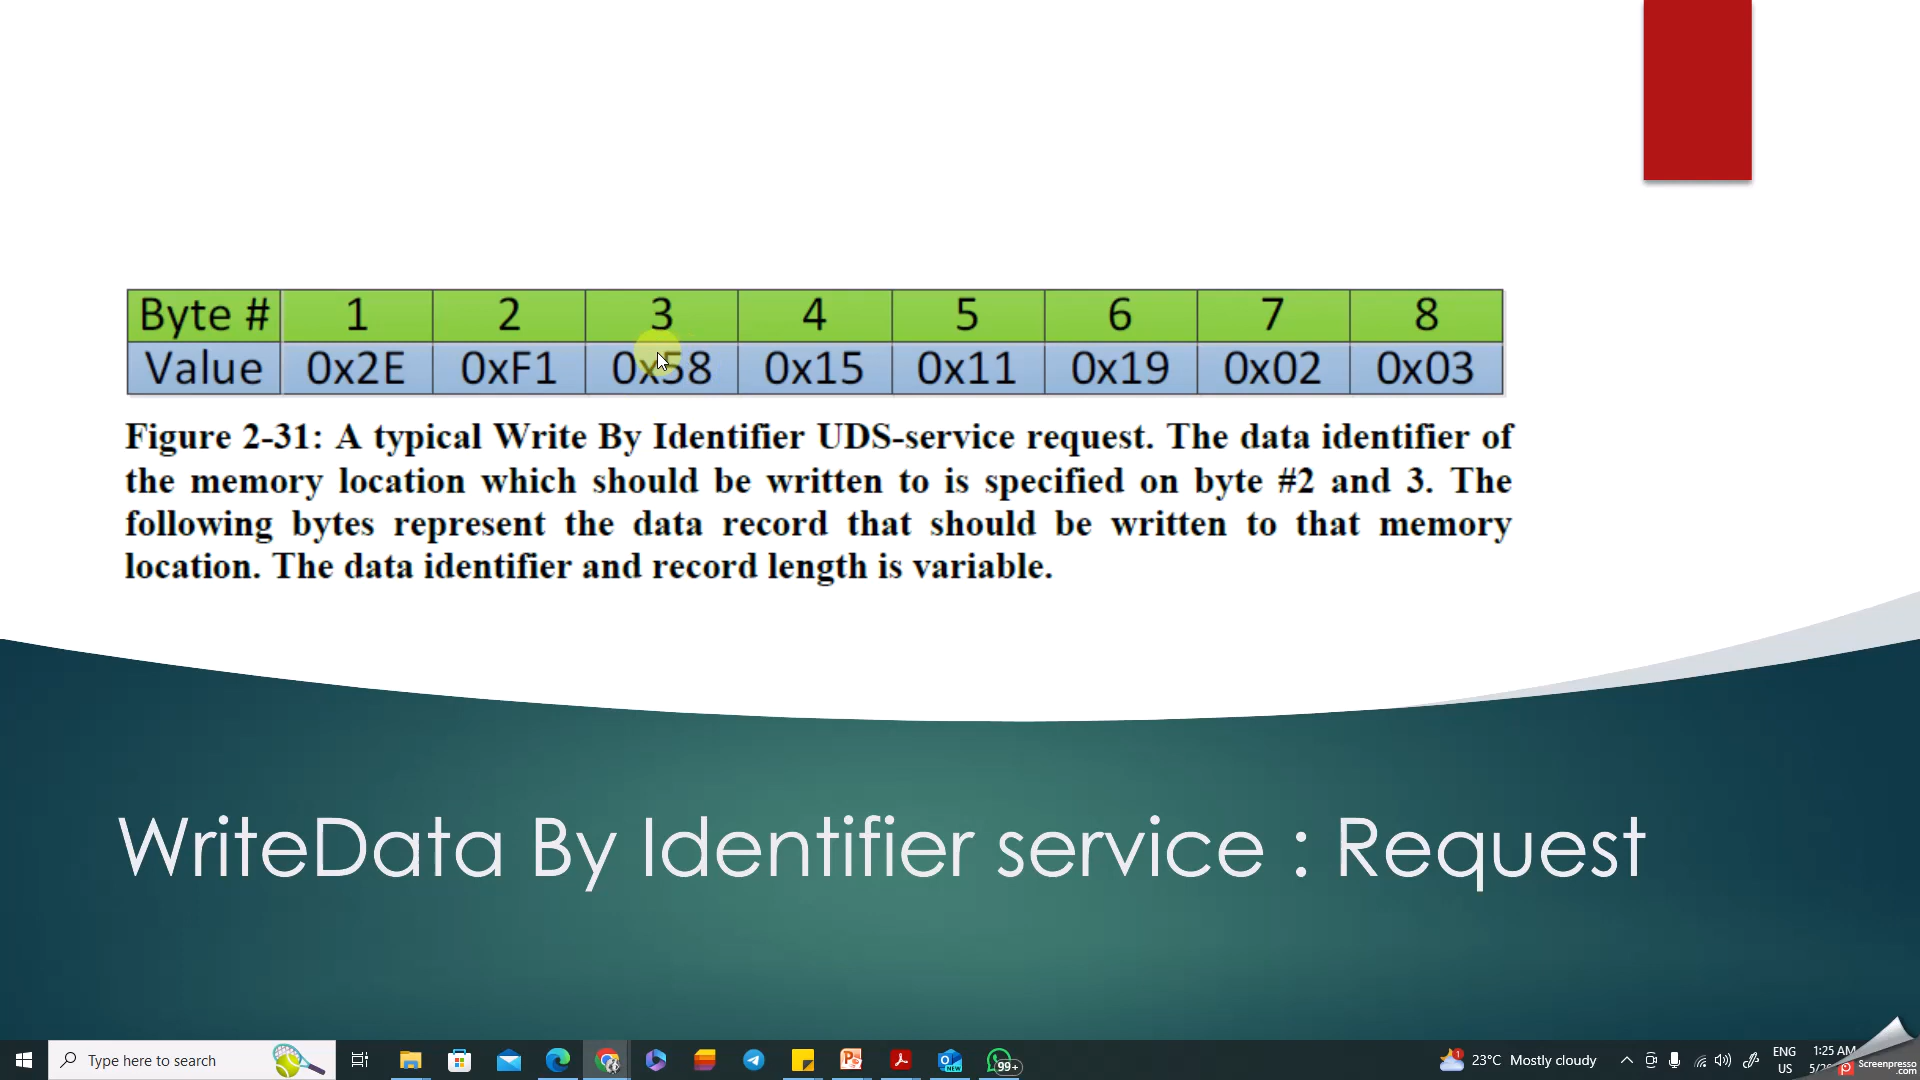 Byte # 1 2 3 4 5 6 7 8
Value 0x2E 0xF1 0x58 0x15 0x11 0x19 0x02 0x03
Figure 2-31: A typical Write By Identifier UDS-service request. The data identifier of
the memory location which should be written to is specified on byte #2 and 3. The
following bytes represent the data record that should be written to that memory
location. The data identifier and record length is variable.
WriteData By Identifier service : Request
Type here to search
99+
1
23°C Mostly cloudy
ENG
US
1:25 AM
Screenpresso
.com